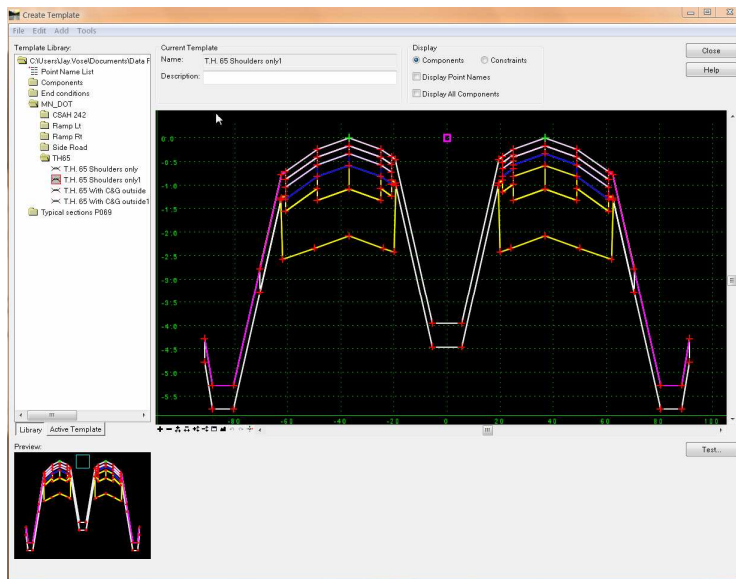 Create Template
File Edit Add Tools
Template Library:
C:\Users\Jay.Vose\Documents\Data F
Point Name List
Components
End conditions
MN_DOT
CSAH 242
Ramp Lt
Ramp Rt
Side Road
TH65
T.H. 65 Shoulders only
T.H. 65 Shoulders only1
T.H. 65 With C&G outside
T.H. 65 With C&G outside1
Typical sections P069
Library
Active Template
Preview:
Current Template
Name: T.H. 65 Shoulders only1
Description:
Display
Components
Constraints
Display Point Names
Display All Components
Close
Help
0.0
-0.5
-1.0
-1.5
-2.0
-2.5
-3.0
-3.5
-4.0
-4.5
-5.0
-5.5
-80 -60 -40 -20 0 20 40 60 80 100
Test...